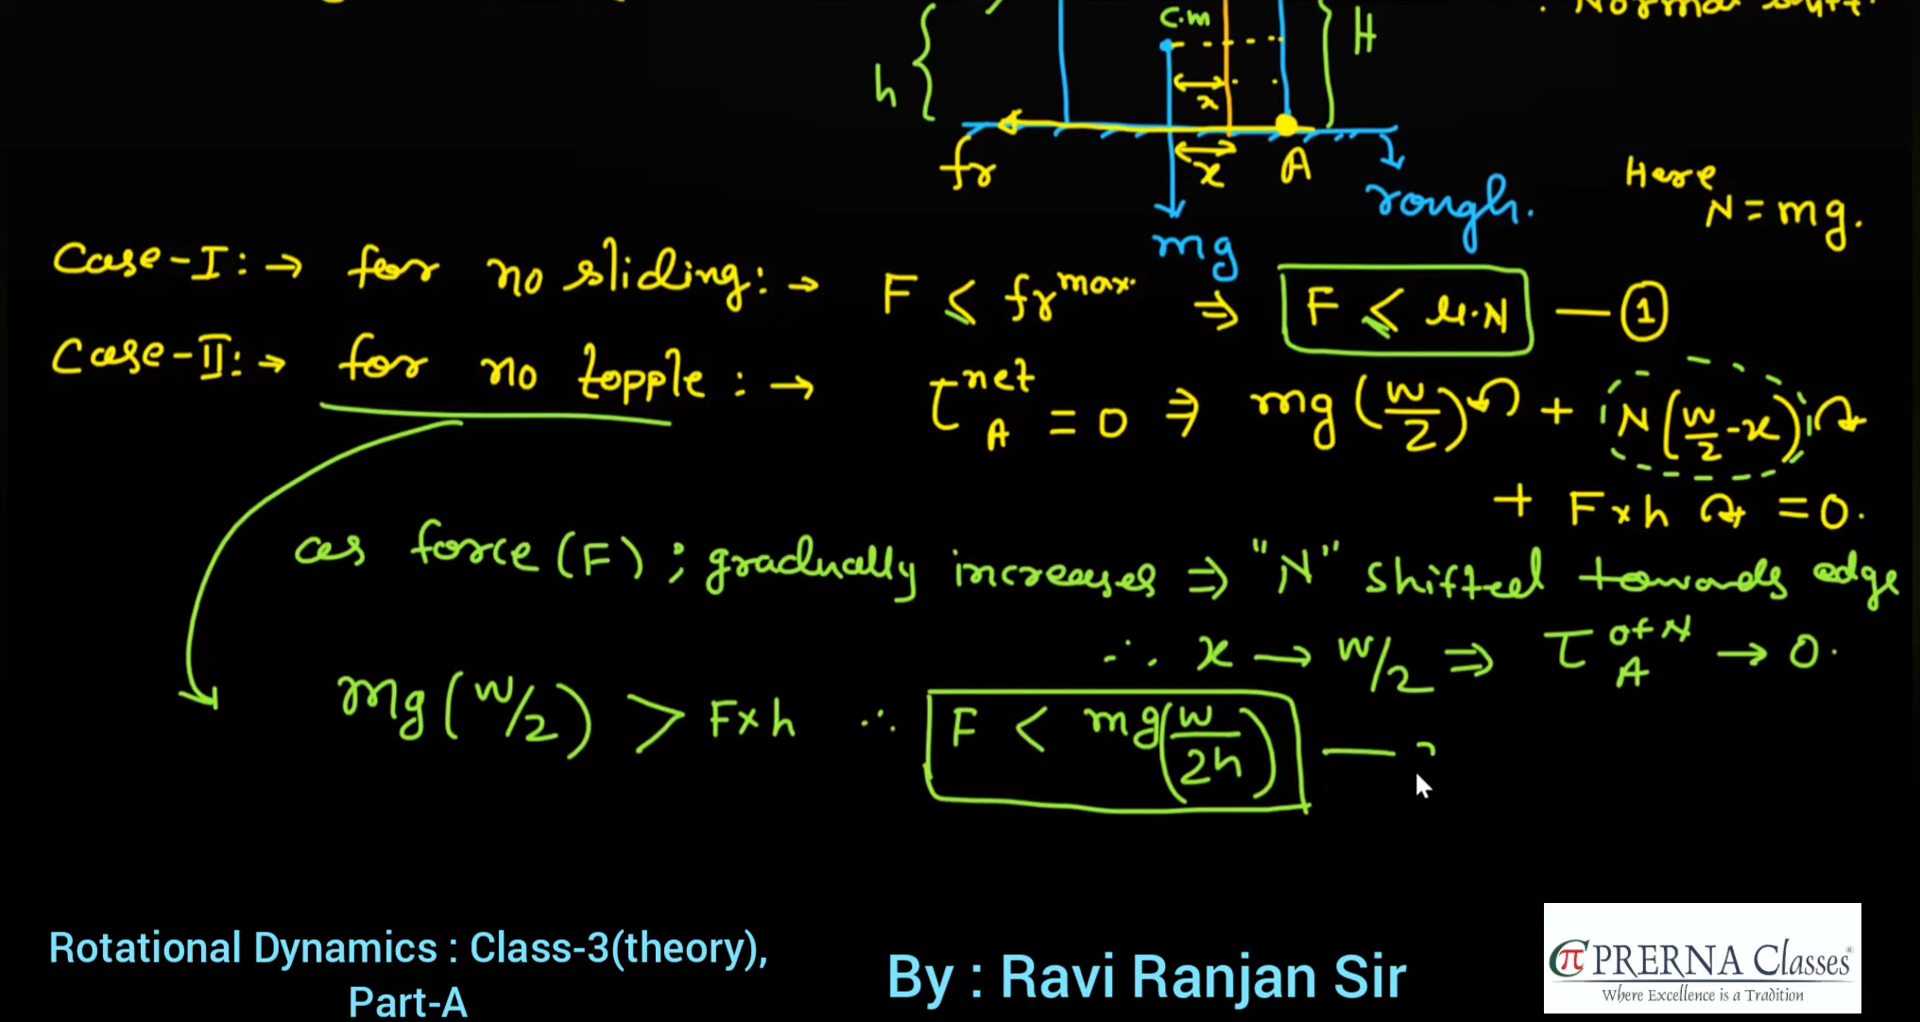 : Normal shift.
C.m
H
h
x
fr
x
A
rough.
mg
Here
N = mg.
Case-I: → for no sliding: → F ≤ fr max. ⇒ F ≤ μ.N — ①
Case-II: → for no topple: → τ A net = 0 ⇒ mg(w/2)↶ + N(w/2 - x)↷
+ F×h ↷ = 0.
as force (F); gradually increases ⇒ "N" shifted towards edge
∴ x → w/2 ⇒ τ A of N → 0.
mg(w/2) > F×h ∴ F < mg(w/2h) —
Rotational Dynamics : Class-3(theory),
Part-A
By : Ravi Ranjan Sir
π PRERNA Classes®
Where Excellence is a Tradition